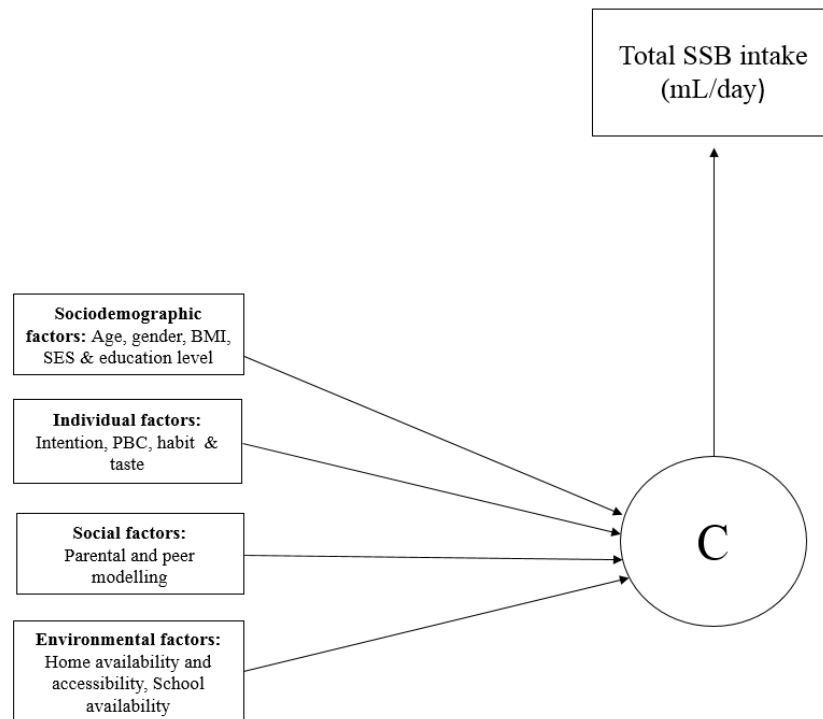 Total SSB intake
(mL/day)
Sociodemographic
factors: Age, gender, BMI,
SES & education level
Individual factors:
Intention, PBC, habit &
taste
Social factors:
Parental and peer
modelling
Environmental factors:
Home availability and
accessibility, School
availability
C